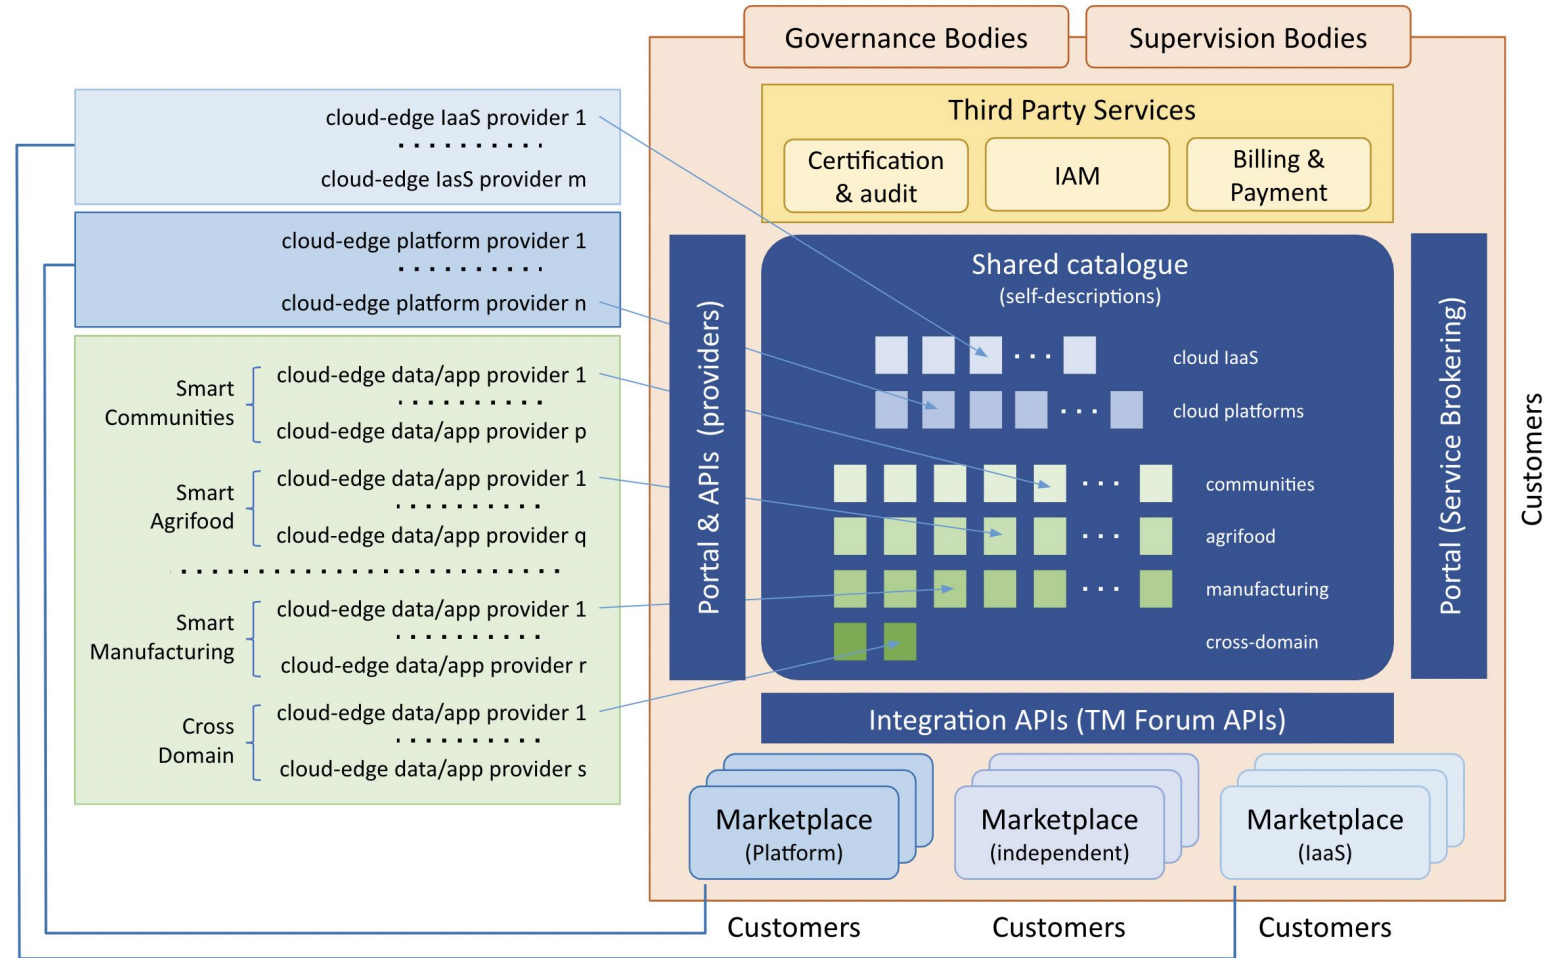 Governance Bodies
Supervision Bodies
Third Party Services
Certification
& audit
IAM
Billing &
Payment
cloud-edge IaaS provider 1
cloud-edge IasS provider m
cloud-edge platform provider 1
cloud-edge platform provider n
Smart
Communities
cloud-edge data/app provider 1
cloud-edge data/app provider p
Smart
Agrifood
cloud-edge data/app provider 1
cloud-edge data/app provider q
Smart
Manufacturing
cloud-edge data/app provider 1
cloud-edge data/app provider r
Cross
Domain
cloud-edge data/app provider 1
cloud-edge data/app provider s
Portal & APIs (providers)
Shared catalogue
(self-descriptions)
cloud IaaS
cloud platforms
communities
agrifood
manufacturing
cross-domain
Portal (Service Brokering)
Customers
Integration APIs (TM Forum APIs)
Marketplace
(Platform)
Marketplace
(independent)
Marketplace
(IaaS)
Customers
Customers
Customers